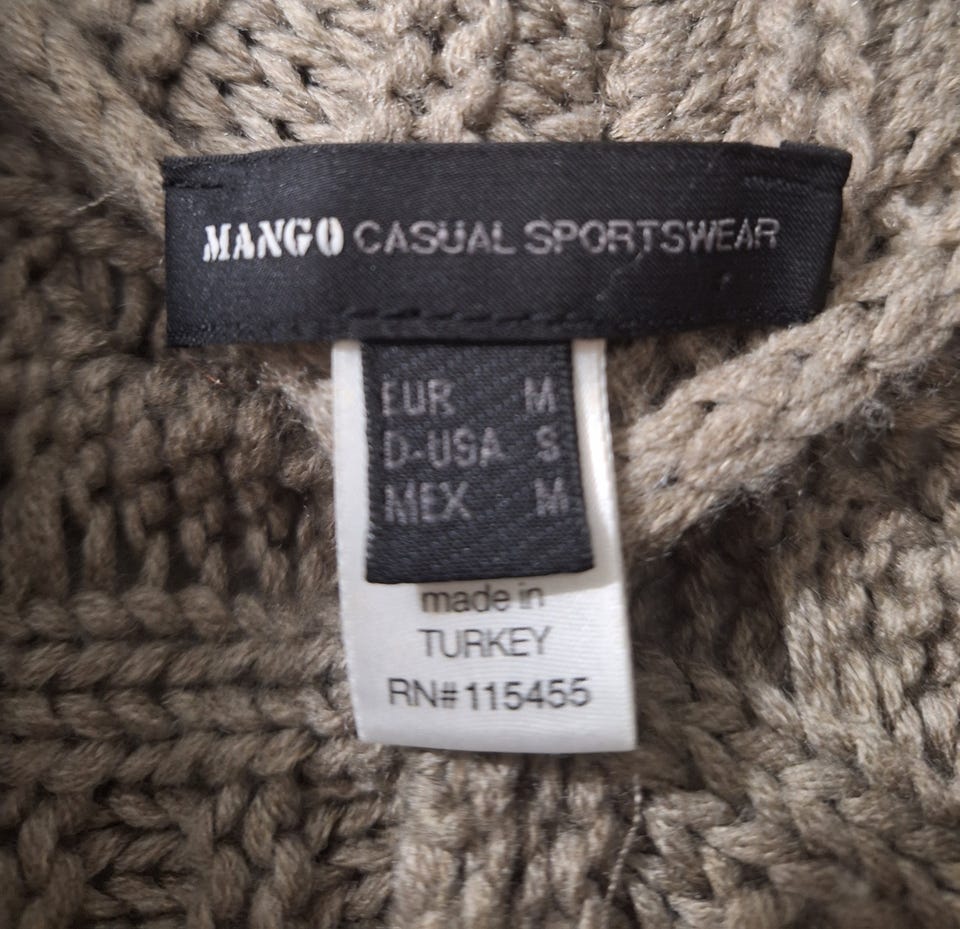 MANGO CASUAL SPORTSWEAR
EUR M
D-USA S
MEX M
made in
TURKEY
RN# 115455